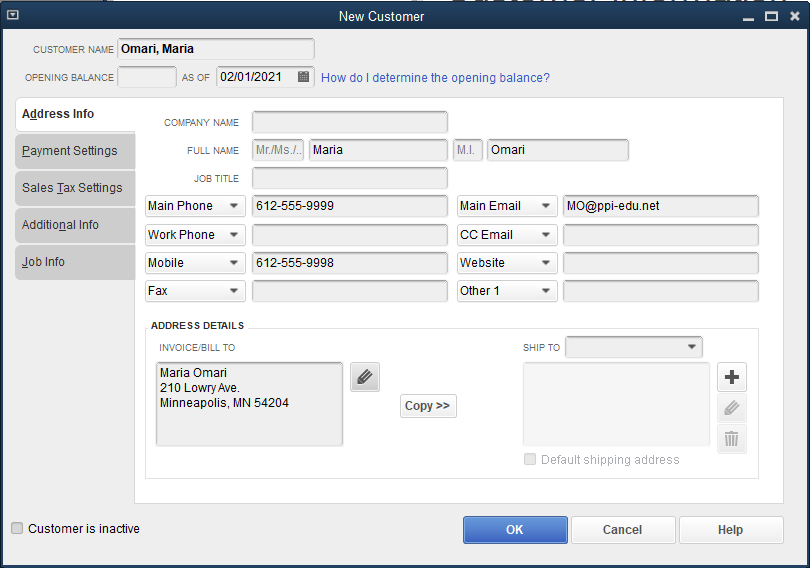 New Customer
CUSTOMER NAME Omari, Maria
OPENING BALANCE AS OF 02/01/2021 How do I determine the opening balance?
Address Info
Payment Settings
Sales Tax Settings
Additional Info
Job Info
COMPANY NAME
FULL NAME Mr./Ms./.. Maria M.I. Omari
JOB TITLE
Main Phone 612-555-9999 Main Email MO@ppi-edu.net
Work Phone CC Email
Mobile 612-555-9998 Website
Fax Other 1
ADDRESS DETAILS
INVOICE/BILL TO SHIP TO
Maria Omari
210 Lowry Ave.
Minneapolis, MN 54204
Copy >>
Default shipping address
Customer is inactive OK Cancel Help